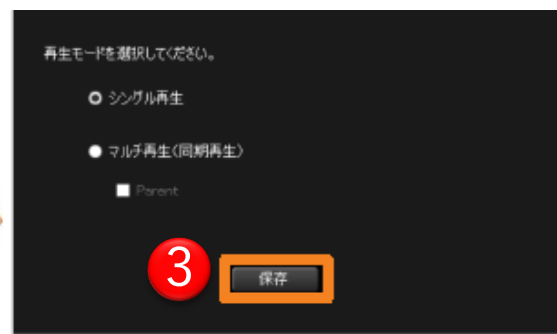 再生モードを選択してください。
シングル再生
マルチ再生(同期再生)
Parent
3
保存